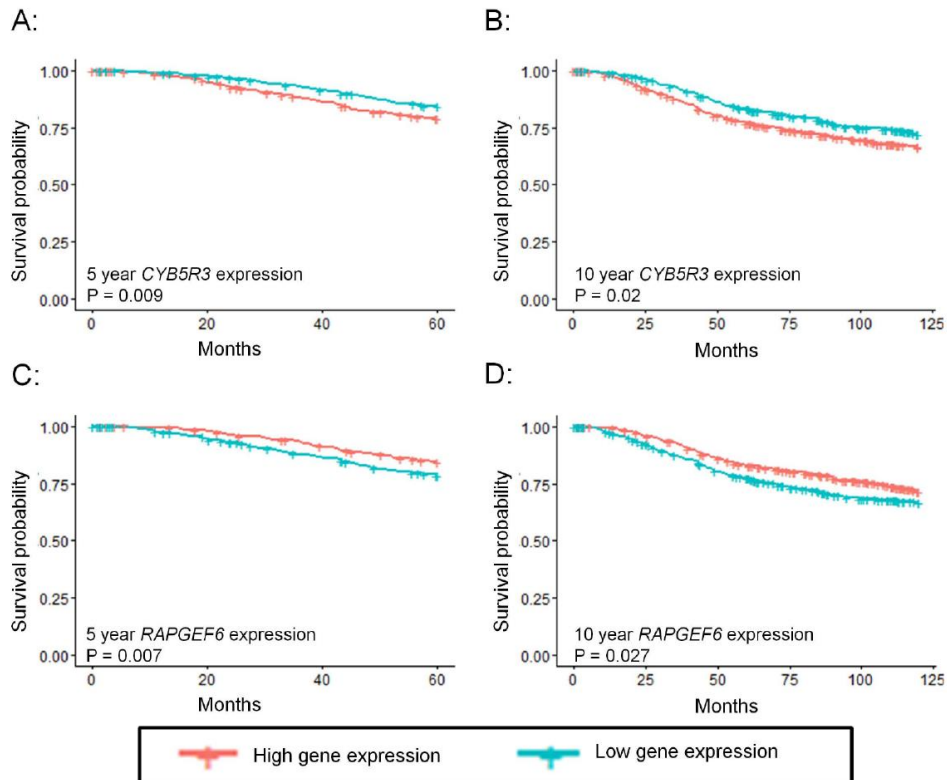 A:
Survival probability
1.00
0.75
0.50
0.25
0.00
5 year CYB5R3 expression
P = 0.009
0 20 40 60
Months
B:
Survival probability
1.00
0.75
0.50
0.25
0.00
10 year CYB5R3 expression
P = 0.02
0 25 50 75 100 125
Months
C:
Survival probability
1.00
0.75
0.50
0.25
0.00
5 year RAPGEF6 expression
P = 0.007
0 20 40 60
Months
D:
Survival probability
1.00
0.75
0.50
0.25
0.00
10 year RAPGEF6 expression
P = 0.027
0 25 50 75 100 125
Months
High gene expression
Low gene expression